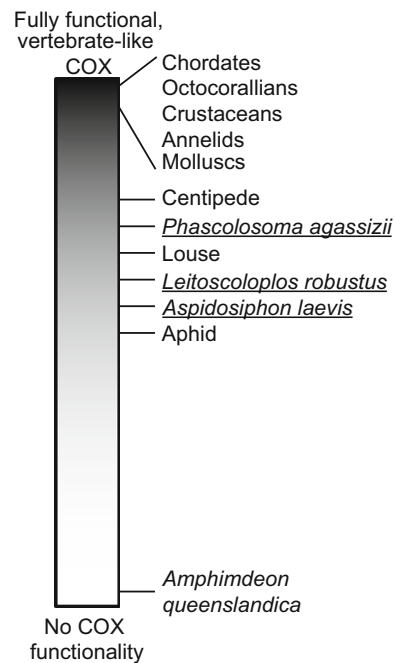 Fully functional,
vertebrate-like
COX
Chordates
Octocorallians
Crustaceans
Annelids
Molluscs
Centipede
Phascolosoma agassizii
Louse
Leitoscoloplos robustus
Aspidosiphon laevis
Aphid
Amphimdeon
queenslandica
No COX
functionality